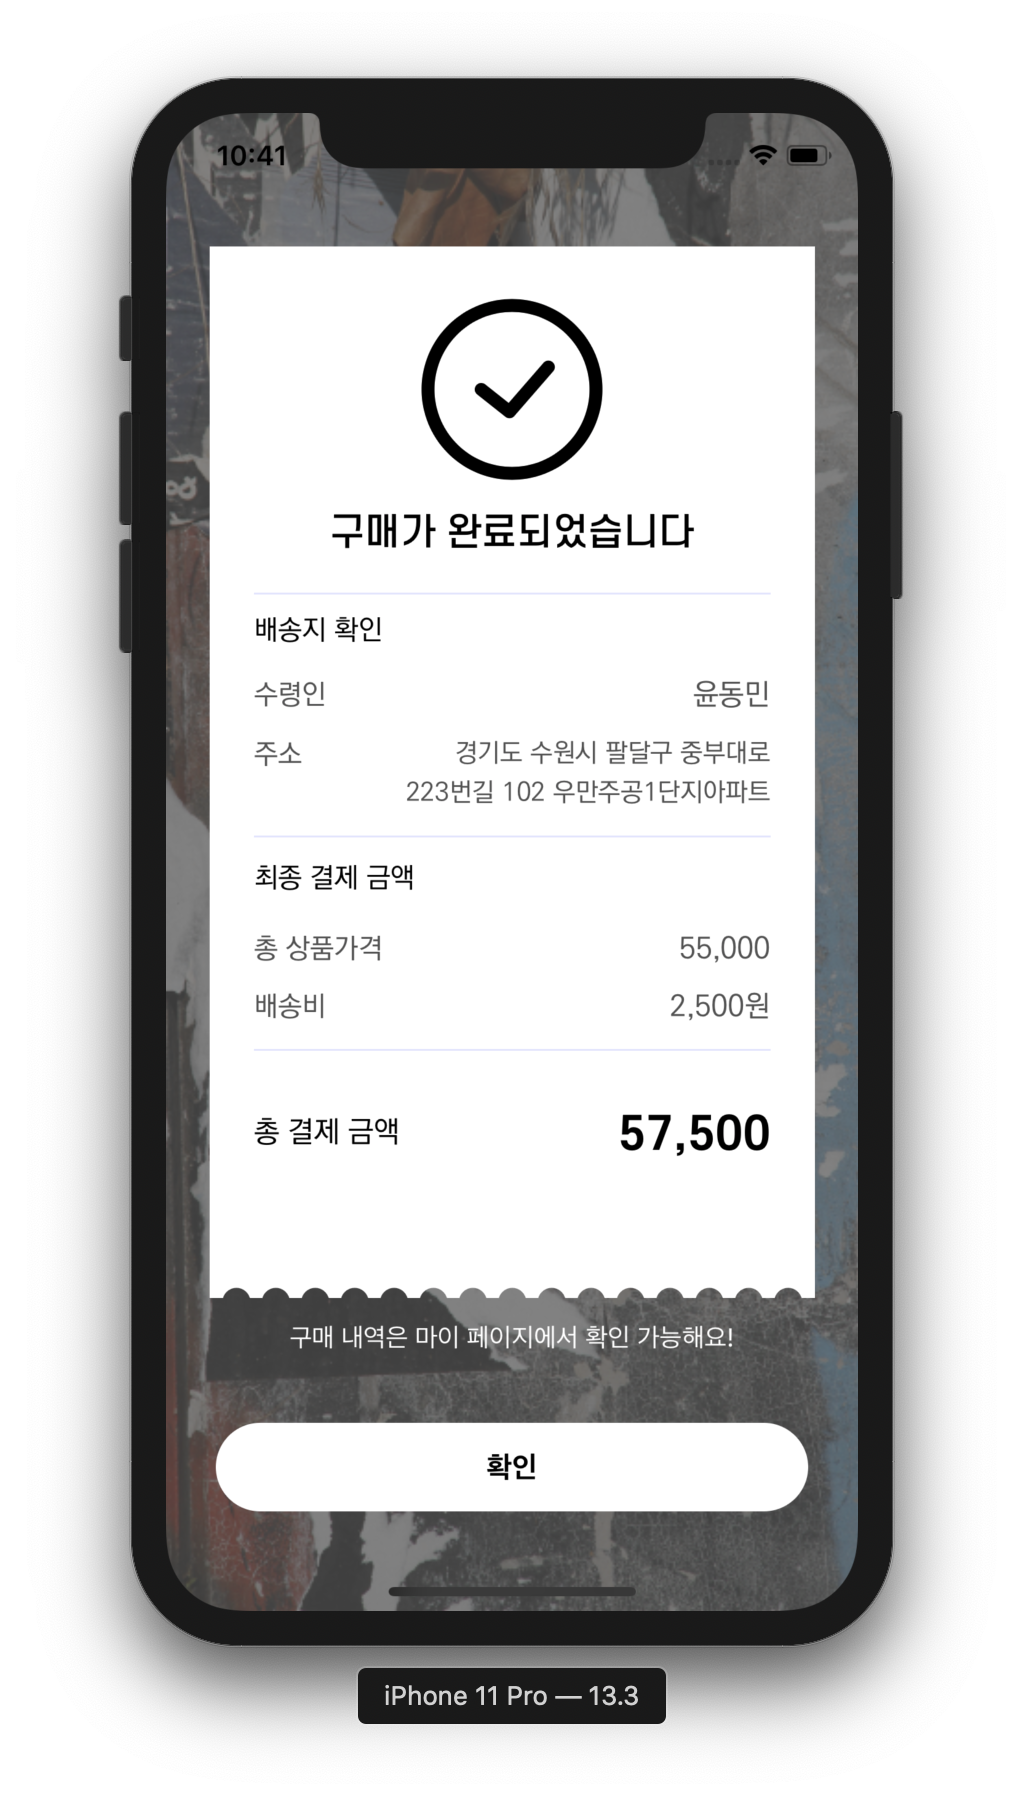 10:41
&
구매가 완료되었습니다
배송지 확인
수령인 윤동민
주소 경기도 수원시 팔달구 중부대로
223번길 102 우만주공1단지아파트
최종 결제 금액
총 상품가격 55,000
배송비 2,500원
총 결제 금액 57,500
구매 내역은 마이 페이지에서 확인 가능해요!
확인
iPhone 11 Pro — 13.3